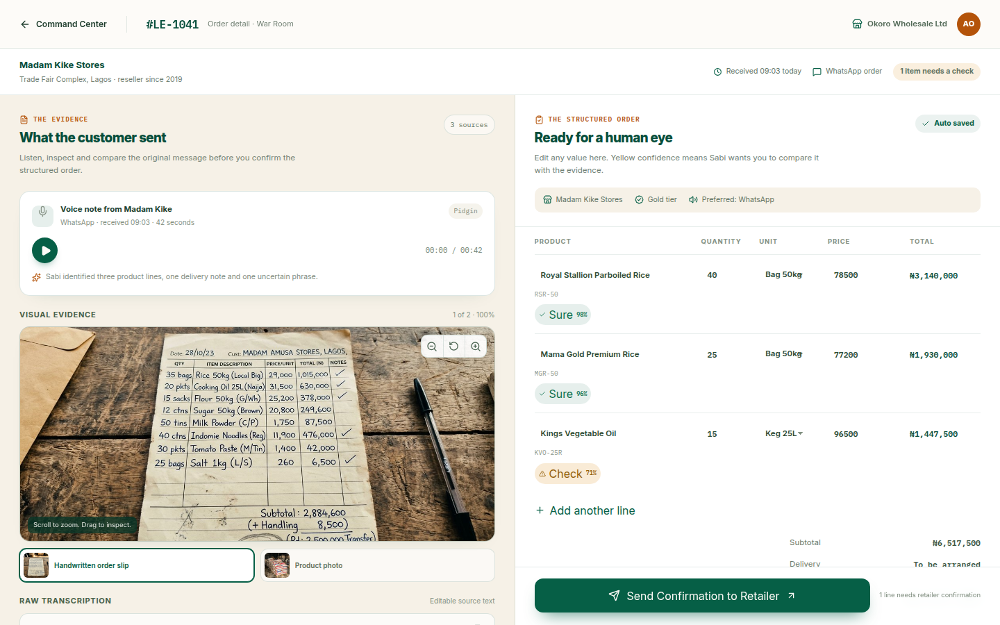 Command Center
#LE-1041
Order detail · War Room
Okoro Wholesale Ltd
AO
Madam Kike Stores
Trade Fair Complex, Lagos · reseller since 2019
Received 09:03 today
WhatsApp order
1 item needs a check
THE EVIDENCE
What the customer sent
3 sources
Listen, inspect and compare the original message before you confirm the
structured order.
Voice note from Madam Kike
WhatsApp · received 09:03 · 42 seconds
Pidgin
00:00 / 00:42
Sabi identified three product lines, one delivery note and one uncertain phrase.
VISUAL EVIDENCE
1 of 2 · 100%
Date: 28/10/23 Cust: MADAM AMUSA STORES, LAGOS.
QTY ITEM DESCRIPTION PRICE/UNIT TOTAL (N) NOTES
35 bags Rice 50kg (Local Big) 29,000 1,015,000
20 pkts Cooking Oil 25L (Naija) 31,500 630,000
15 sacks Flour 50kg (G/Wh) 25,200 378,000
12 ctns Sugar 50kg (Brown) 20,800 249,600
50 tins Milk Powder (C/P) 1,750 87,500
40 ctns Indomie Noodles (Reg) 11,900 476,000
30 pkts Tomato Paste (M/Tin) 1,400 42,000
25 bags Salt 1kg (L/S) 260 6,500
Subtotal: 2,884,600
(+ Handling 8,500)
(Pd: 2,500,000 Transfer)
Scroll to zoom. Drag to inspect.
Handwritten order slip
Product photo
RAW TRANSCRIPTION
Editable source text
THE STRUCTURED ORDER
Ready for a human eye
Auto saved
Edit any value here. Yellow confidence means Sabi wants you to compare it
with the evidence.
Madam Kike Stores
Gold tier
Preferred: WhatsApp
PRODUCT QUANTITY UNIT PRICE TOTAL
Royal Stallion Parboiled Rice 40 Bag 50kg 78500 ₦3,140,000
RSR-50
Sure 98%
Mama Gold Premium Rice 25 Bag 50kg 77200 ₦1,930,000
MGR-50
Sure 96%
Kings Vegetable Oil 15 Keg 25L 96500 ₦1,447,500
KVO-25R
Check 71%
+ Add another line
Subtotal ₦6,517,500
Delivery To be arranged
Send Confirmation to Retailer
1 line needs retailer confirmation